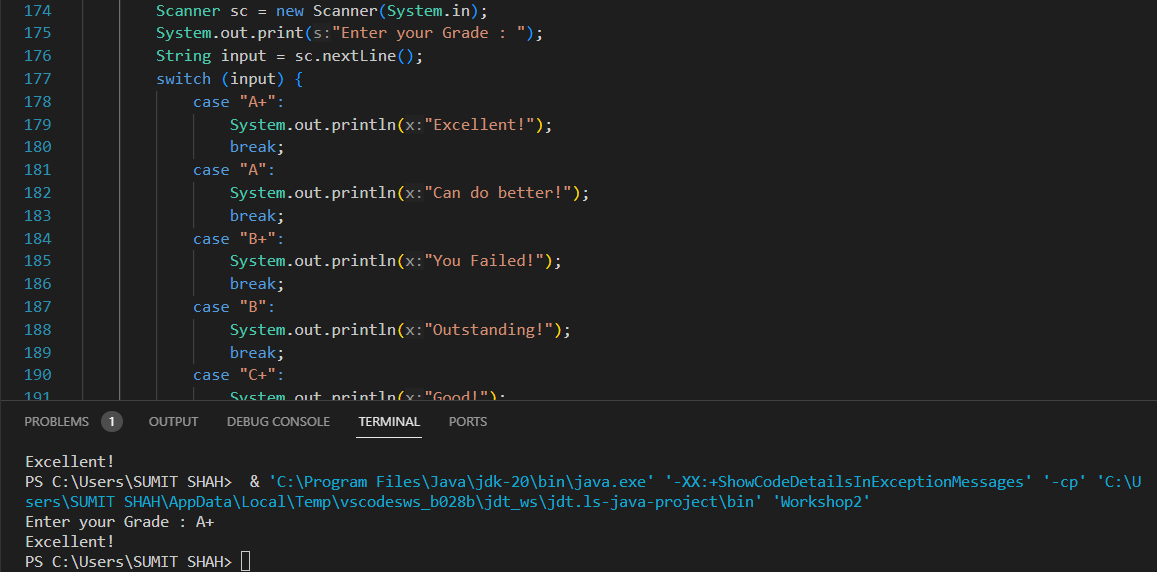 174 Scanner sc = new Scanner(System.in);
175 System.out.print(s:"Enter your Grade : ");
176 String input = sc.nextLine();
177 switch (input) {
178 case "A+":
179 System.out.println(x:"Excellent!");
180 break;
181 case "A":
182 System.out.println(x:"Can do better!");
183 break;
184 case "B+":
185 System.out.println(x:"You Failed!");
186 break;
187 case "B":
188 System.out.println(x:"Outstanding!");
189 break;
190 case "C+":
191 System.out.println(x:"Good!");
PROBLEMS 1 OUTPUT DEBUG CONSOLE TERMINAL PORTS
Excellent!
PS C:\Users\SUMIT SHAH>  & 'C:\Program Files\Java\jdk-20\bin\java.exe' '-XX:+ShowCodeDetailsInExceptionMessages' '-cp' 'C:\U
sers\SUMIT SHAH\AppData\Local\Temp\vscodesws_b028b\jdt_ws\jdt.ls-java-project\bin' 'Workshop2'
Enter your Grade : A+
Excellent!
PS C:\Users\SUMIT SHAH>